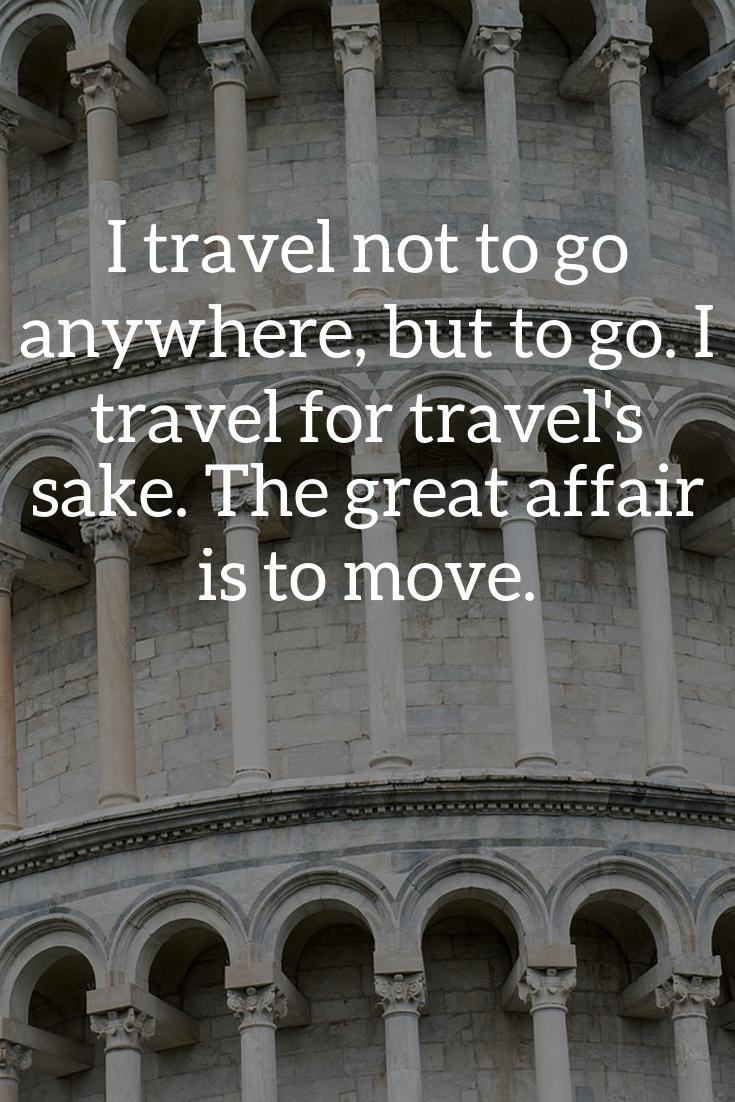 I travel not to go
anywhere, but to go. I
travel for travel's
sake. The great affair
is to move.